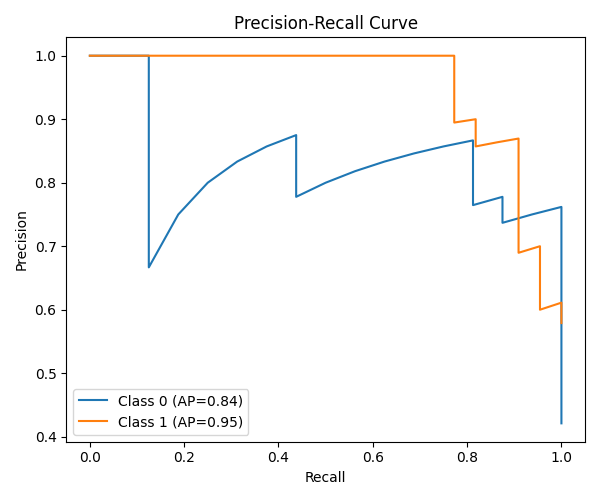 Precision-Recall Curve
1.0
0.9
0.8
0.7
0.6
0.5
0.4
Precision
Class 0 (AP=0.84)
Class 1 (AP=0.95)
0.0 0.2 0.4 0.6 0.8 1.0
Recall